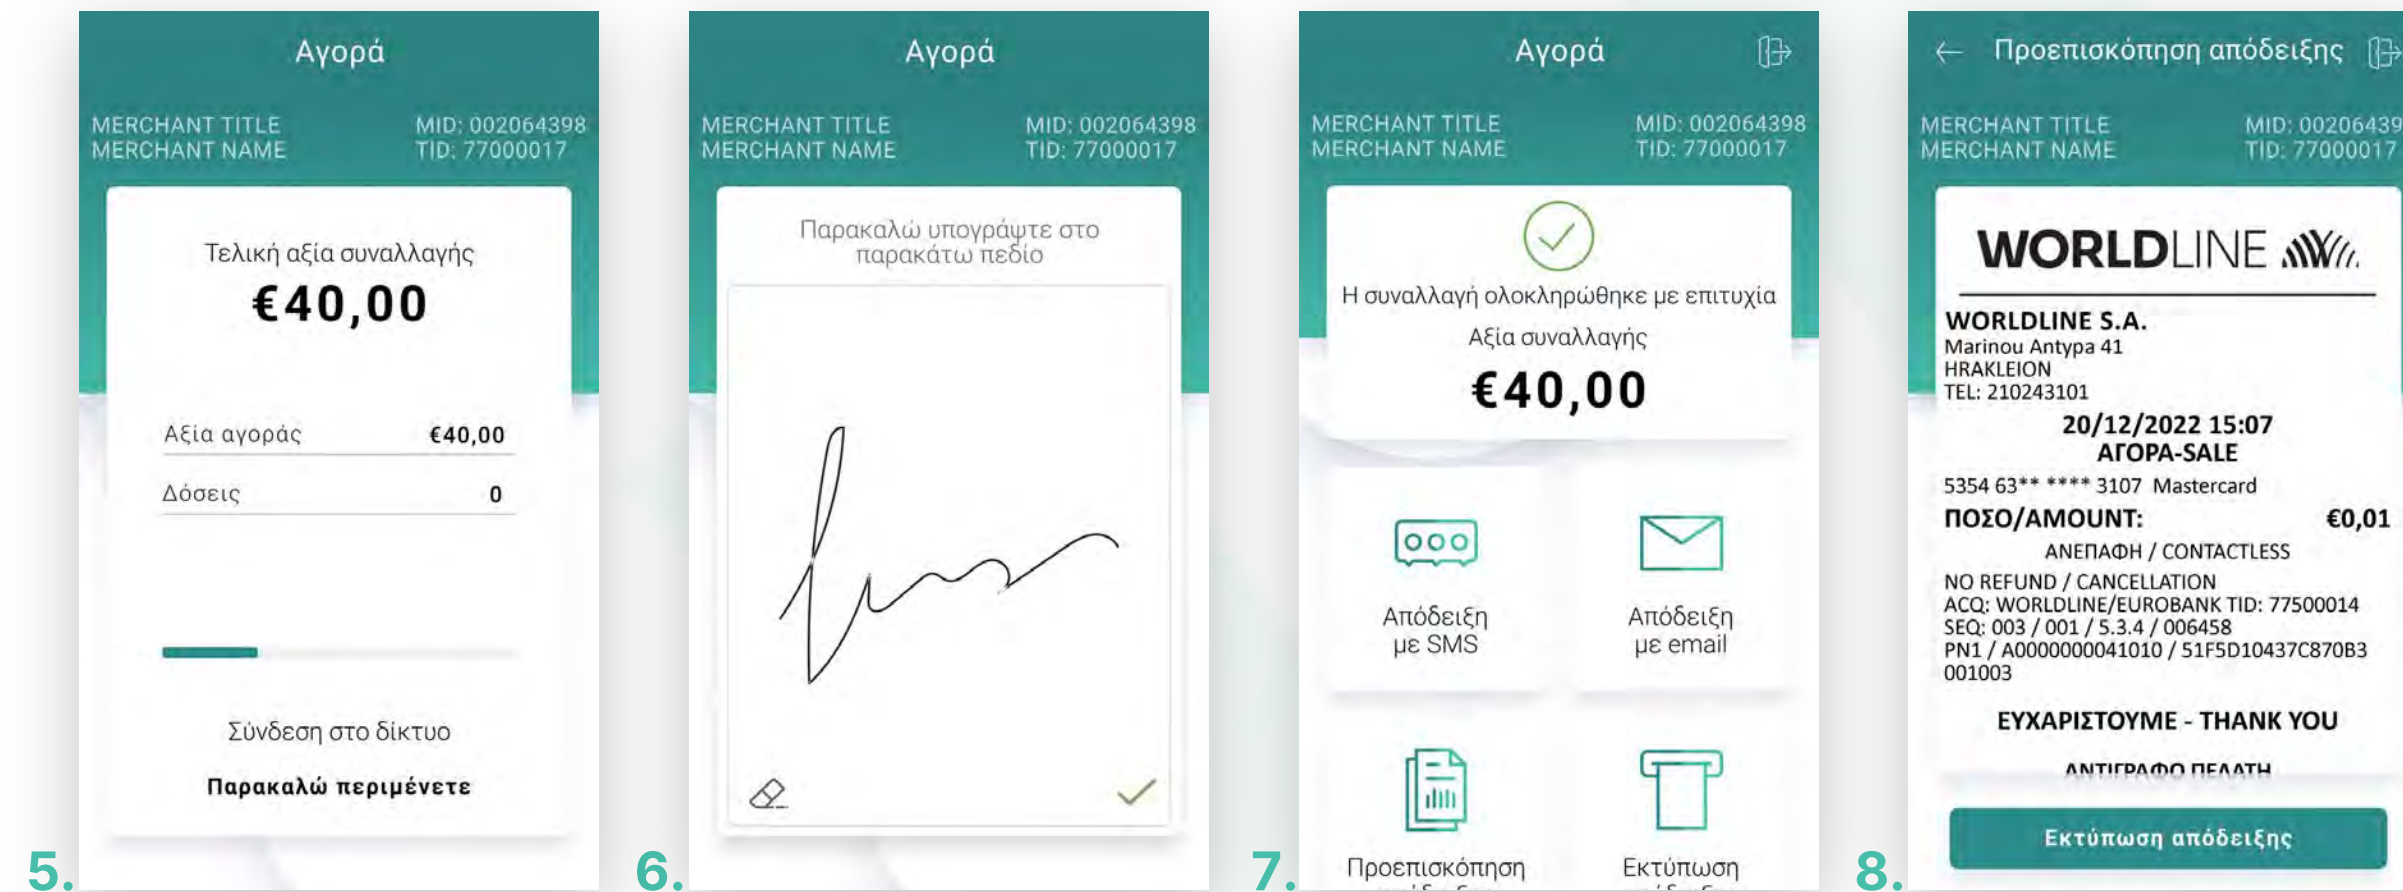 Αγορά
MERCHANT TITLE MID: 002064398
MERCHANT NAME TID: 77000017
Τελική αξία συναλλαγής
€40,00
Αξία αγοράς €40,00
Δόσεις 0
Σύνδεση στο δίκτυο
Παρακαλώ περιμένετε
5.
Αγορά
MERCHANT TITLE MID: 002064398
MERCHANT NAME TID: 77000017
Παρακαλώ υπογράψτε στο
παρακάτω πεδίο
6.
Αγορά
MERCHANT TITLE MID: 002064398
MERCHANT NAME TID: 77000017
Η συναλλαγή ολοκληρώθηκε με επιτυχία
Αξία συναλλαγής
€40,00
Απόδειξη
με SMS
Απόδειξη
με email
Προεπισκόπηση
Εκτύπωση
7.
Προεπισκόπηση απόδειξης
MERCHANT TITLE MID: 00206439
MERCHANT NAME TID: 77000017
WORLDLINE
WORLDLINE S.A.
Marinou Antypa 41
HRAKLEION
TEL: 210243101
20/12/2022 15:07
ΑΓΟΡΑ-SALE
5354 63** **** 3107 Mastercard
ΠΟΣΟ/AMOUNT: €0,01
ΑΝΕΠΑΦΗ / CONTACTLESS
NO REFUND / CANCELLATION
ACQ: WORLDLINE/EUROBANK TID: 77500014
SEQ: 003 / 001 / 5.3.4 / 006458
PN1 / A0000000041010 / 51F5D10437C870B3
001003
ΕΥΧΑΡΙΣΤΟΥΜΕ - THANK YOU
ΑΝΤΙΓΡΑΦΟ ΠΕΛΑΤΗ
Εκτύπωση απόδειξης
8.